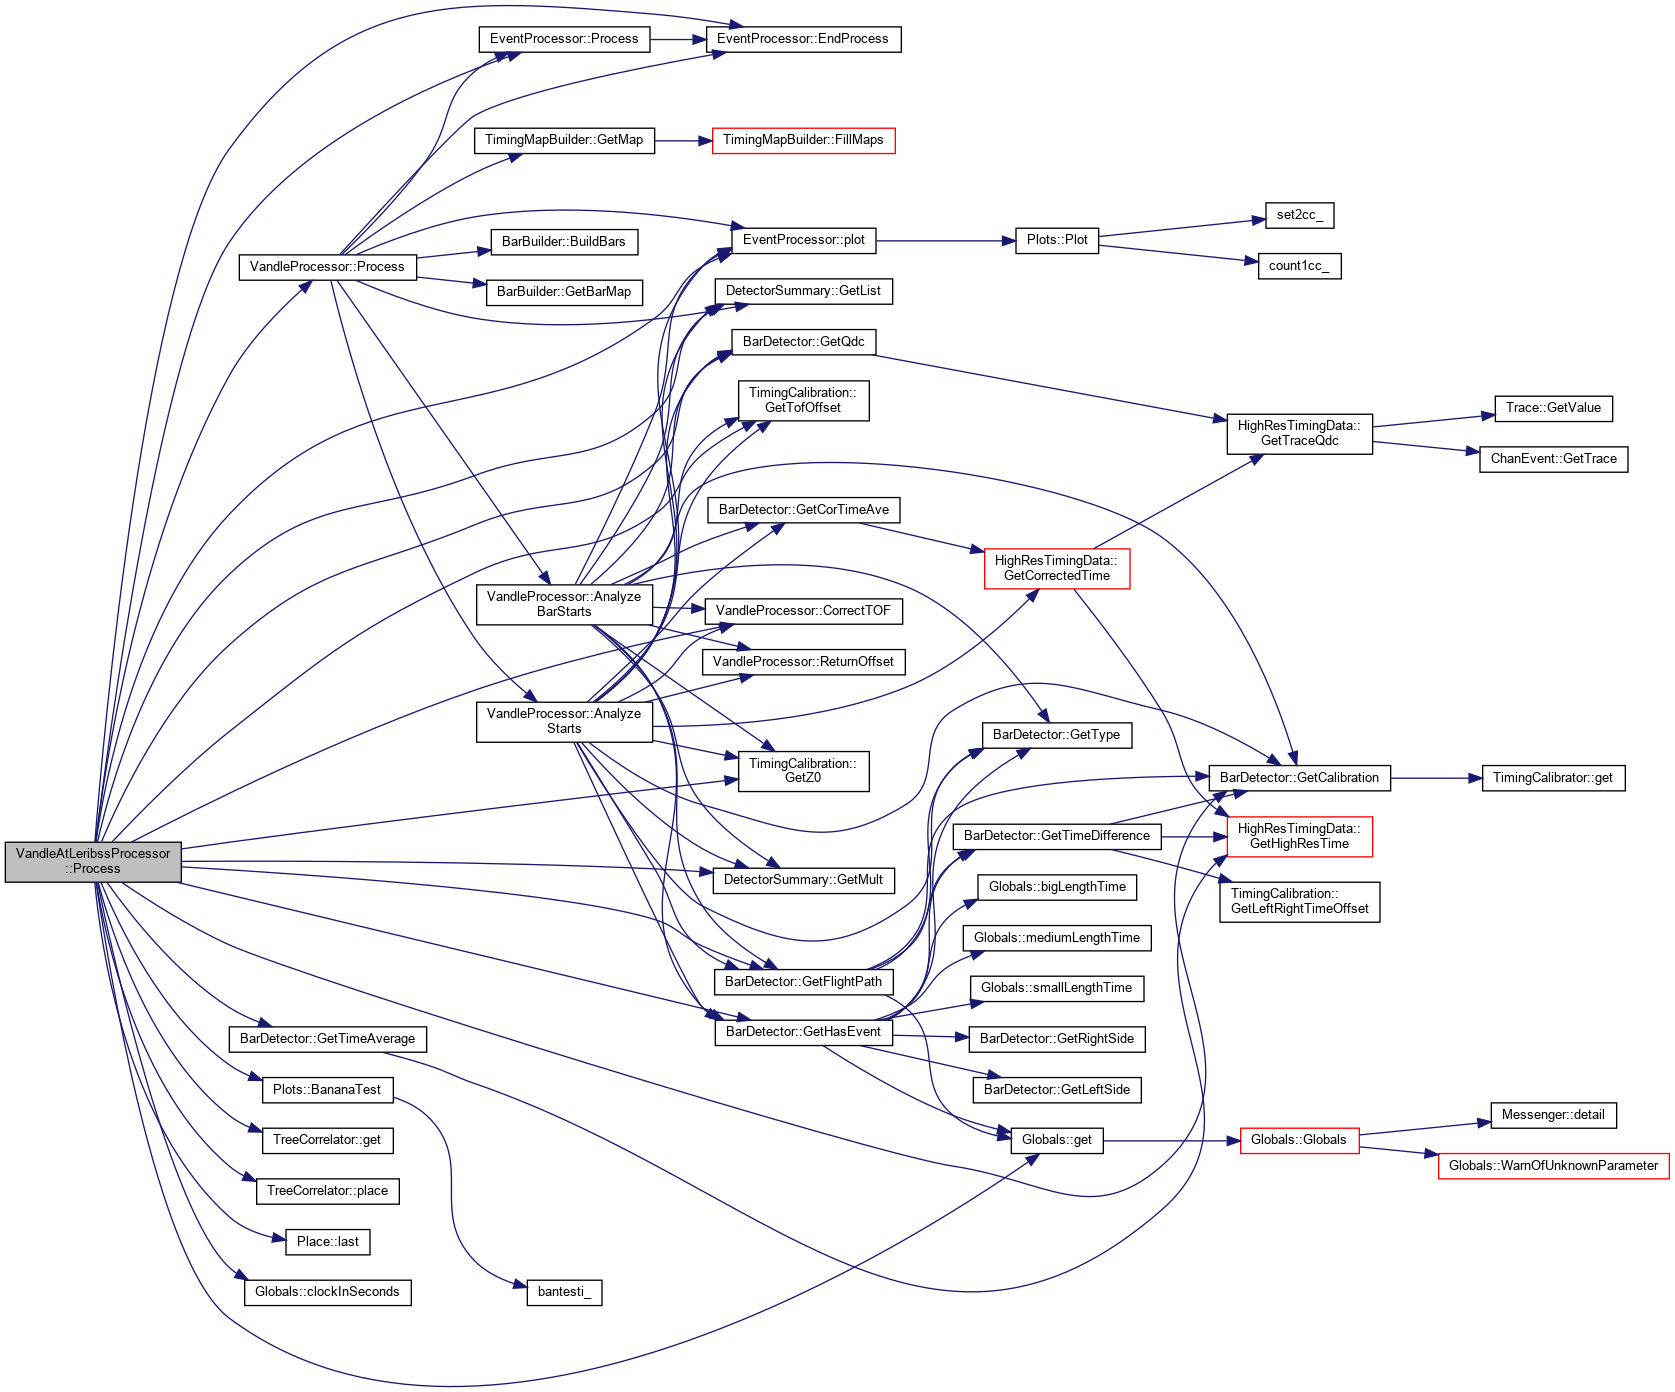 EventProcessor::Process
EventProcessor::EndProcess
TimingMapBuilder::GetMap
TimingMapBuilder::FillMaps
set2cc_
EventProcessor::plot
Plots::Plot
BarBuilder::BuildBars
VandleProcessor::Process
count1cc_
BarBuilder::GetBarMap
DetectorSummary::GetList
BarDetector::GetQdc
TimingCalibration::
GetTofOffset
Trace::GetValue
HighResTimingData::
GetTraceQdc
ChanEvent::GetTrace
BarDetector::GetCorTimeAve
HighResTimingData::
GetCorrectedTime
VandleProcessor::Analyze
BarStarts
VandleProcessor::CorrectTOF
VandleProcessor::ReturnOffset
VandleProcessor::Analyze
Starts
BarDetector::GetType
TimingCalibration::
GetZ0
BarDetector::GetCalibration
TimingCalibrator::get
BarDetector::GetTimeDifference
HighResTimingData::
GetHighResTime
VandleAtLeribssProcessor
::Process
DetectorSummary::GetMult
Globals::bigLengthTime
TimingCalibration::
GetLeftRightTimeOffset
Globals::mediumLengthTime
BarDetector::GetFlightPath
Globals::smallLengthTime
BarDetector::GetHasEvent
BarDetector::GetRightSide
BarDetector::GetTimeAverage
Plots::BananaTest
BarDetector::GetLeftSide
Messenger::detail
TreeCorrelator::get
Globals::get
Globals::Globals
Globals::WarnOfUnknownParameter
TreeCorrelator::place
Place::last
Globals::clockInSeconds
bantesti_